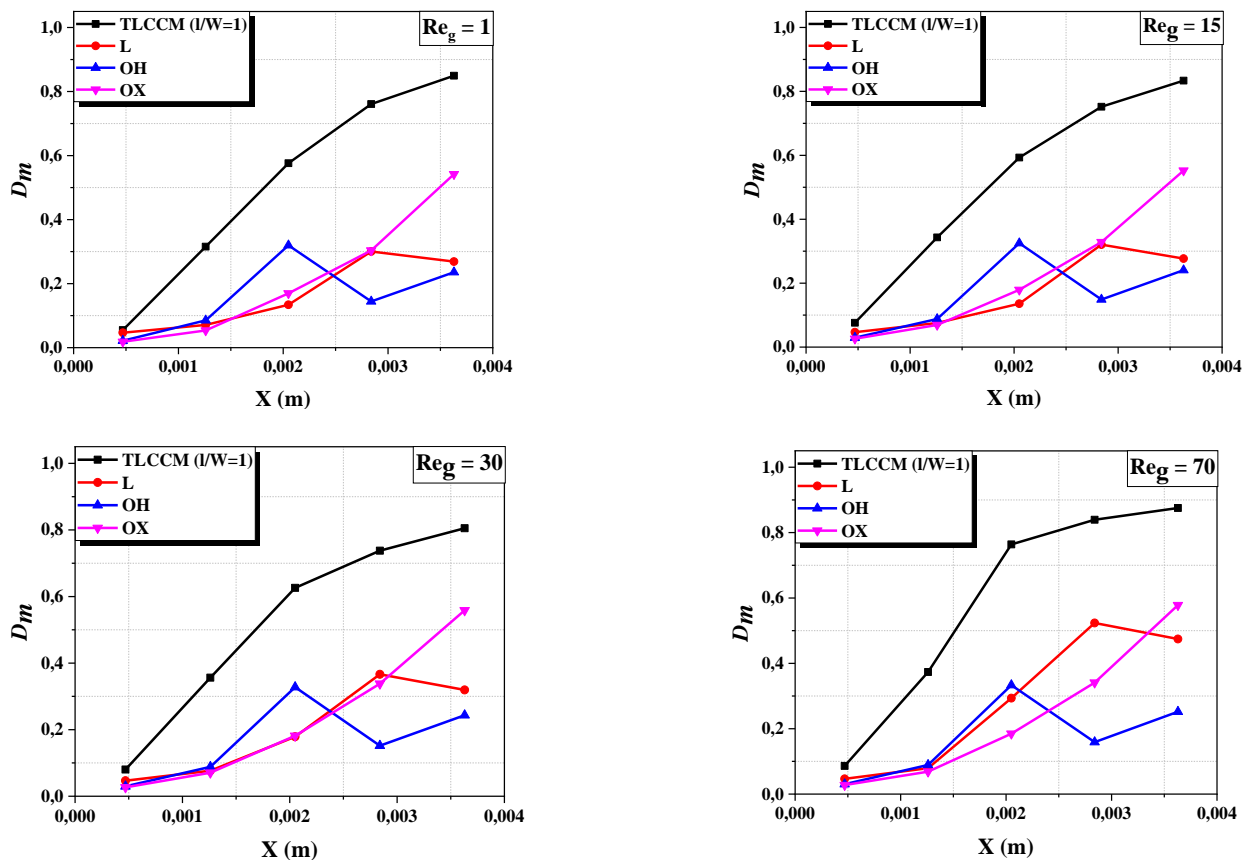 TLCCM (l/W=1)
L
OH
OX
Reg = 1
1,0
0,8
0,6
0,4
0,2
0,0
Dm
0,000 0,001 0,002 0,003 0,004
X (m)
TLCCM (l/W=1)
L
OH
OX
Reg = 15
1,0
0,8
0,6
0,4
0,2
0,0
Dm
0,000 0,001 0,002 0,003 0,004
X (m)
TLCCM (l/W=1)
L
OH
OX
Reg = 30
1,0
0,8
0,6
0,4
0,2
0,0
Dm
0,000 0,001 0,002 0,003 0,004
X (m)
TLCCM (l/W=1)
L
OH
OX
Reg = 70
1,0
0,8
0,6
0,4
0,2
0,0
Dm
0,000 0,001 0,002 0,003 0,004
X (m)